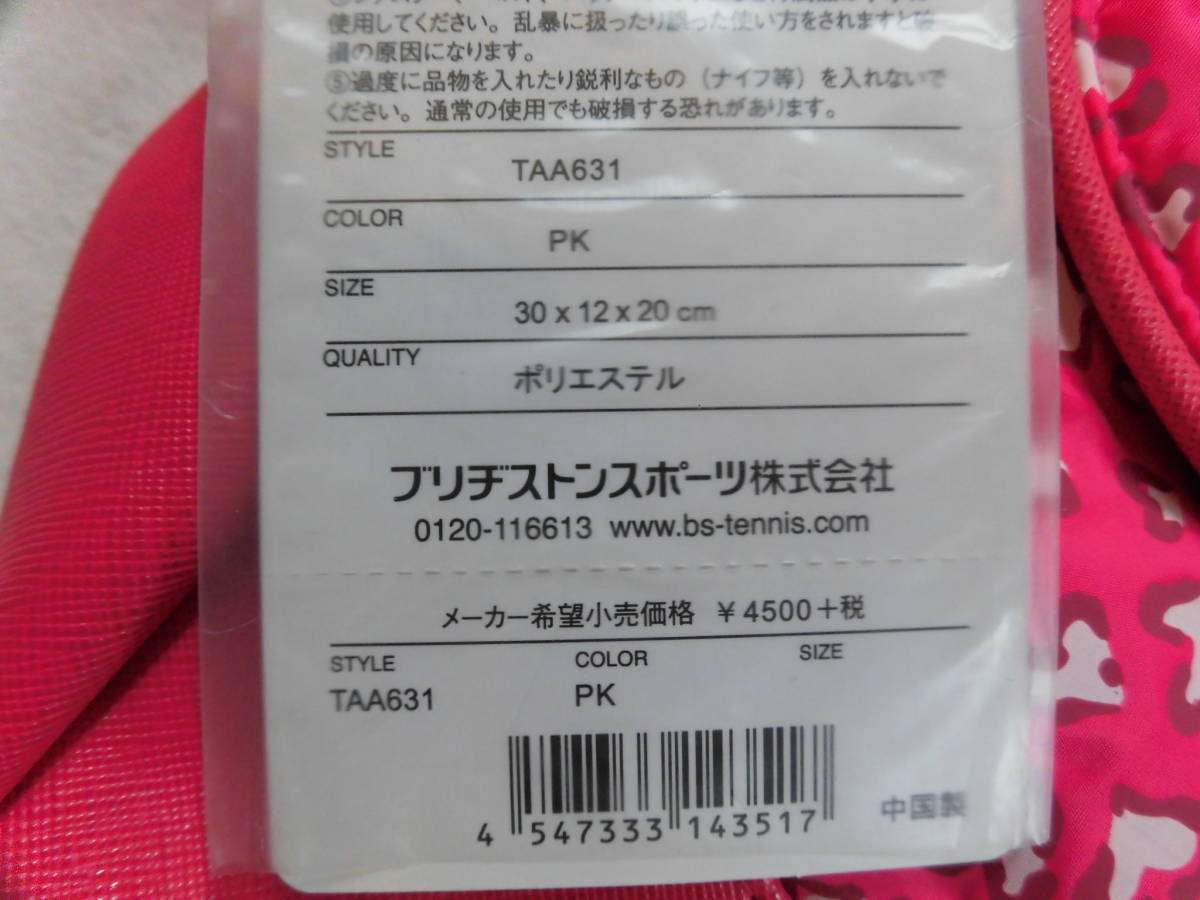 使用してください。乱暴に扱ったり誤った使い方をされますと破
損の原因になります。
⑤過度に品物を入れたり鋭利なもの（ナイフ等）を入れないで
ください。通常の使用でも破損する恐れがあります。
STYLE
TAA631
COLOR
PK
SIZE
30 x 12 x 20 cm
QUALITY
ポリエステル
ブリヂストンスポーツ株式会社
0120-116613 www.bs-tennis.com
メーカー希望小売価格 ¥4500+税
STYLE COLOR SIZE
TAA631 PK
4 547333 143517
中国製